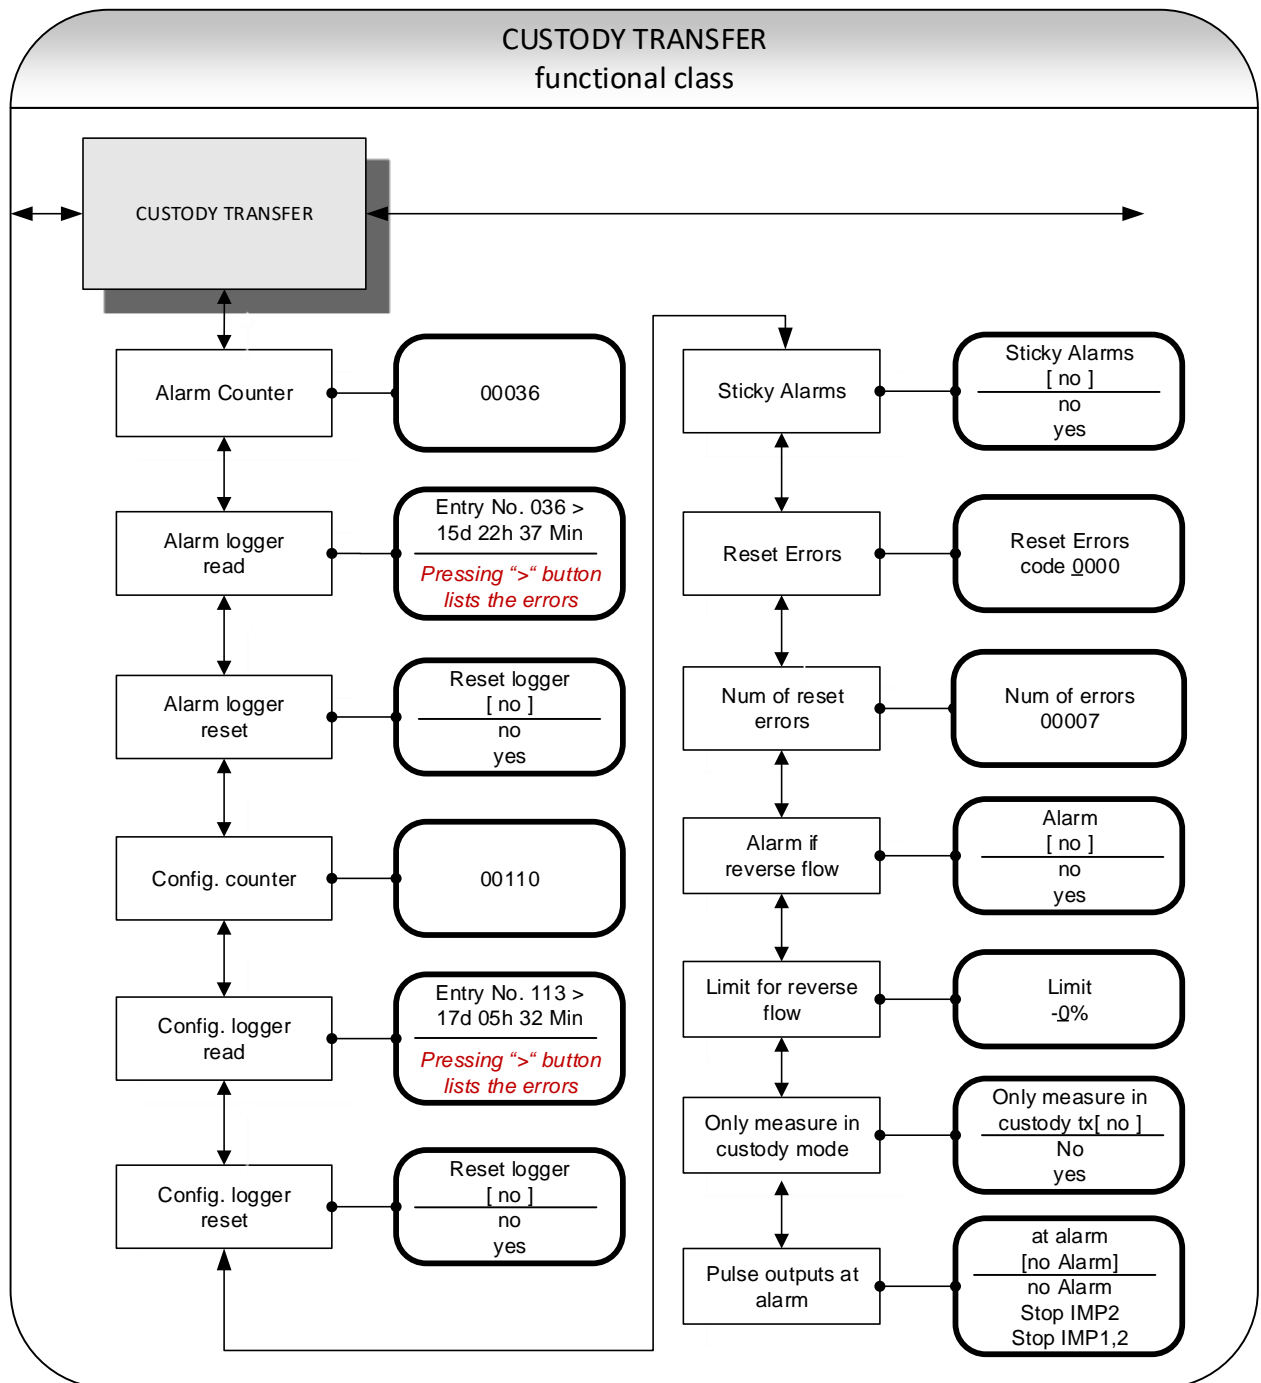 CUSTODY TRANSFER
functional class
CUSTODY TRANSFER
Alarm Counter
00036
Alarm logger
read
Entry No. 036 >
15d 22h 37 Min
Pressing “>“ button
lists the errors
Alarm logger
reset
Reset logger
[ no ]
no
yes
Config. counter
00110
Config. logger
read
Entry No. 113 >
17d 05h 32 Min
Pressing “>“ button
lists the errors
Config. logger
reset
Reset logger
[ no ]
no
yes
Sticky Alarms
Sticky Alarms
[ no ]
no
yes
Reset Errors
Reset Errors
code 0000
Num of reset
errors
Num of errors
00007
Alarm if
reverse flow
Alarm
[ no ]
no
yes
Limit for reverse
flow
Limit
-0%
Only measure in
custody mode
Only measure in
custody tx[ no ]
No
yes
Pulse outputs at
alarm
at alarm
[no Alarm]
no Alarm
Stop IMP2
Stop IMP1,2